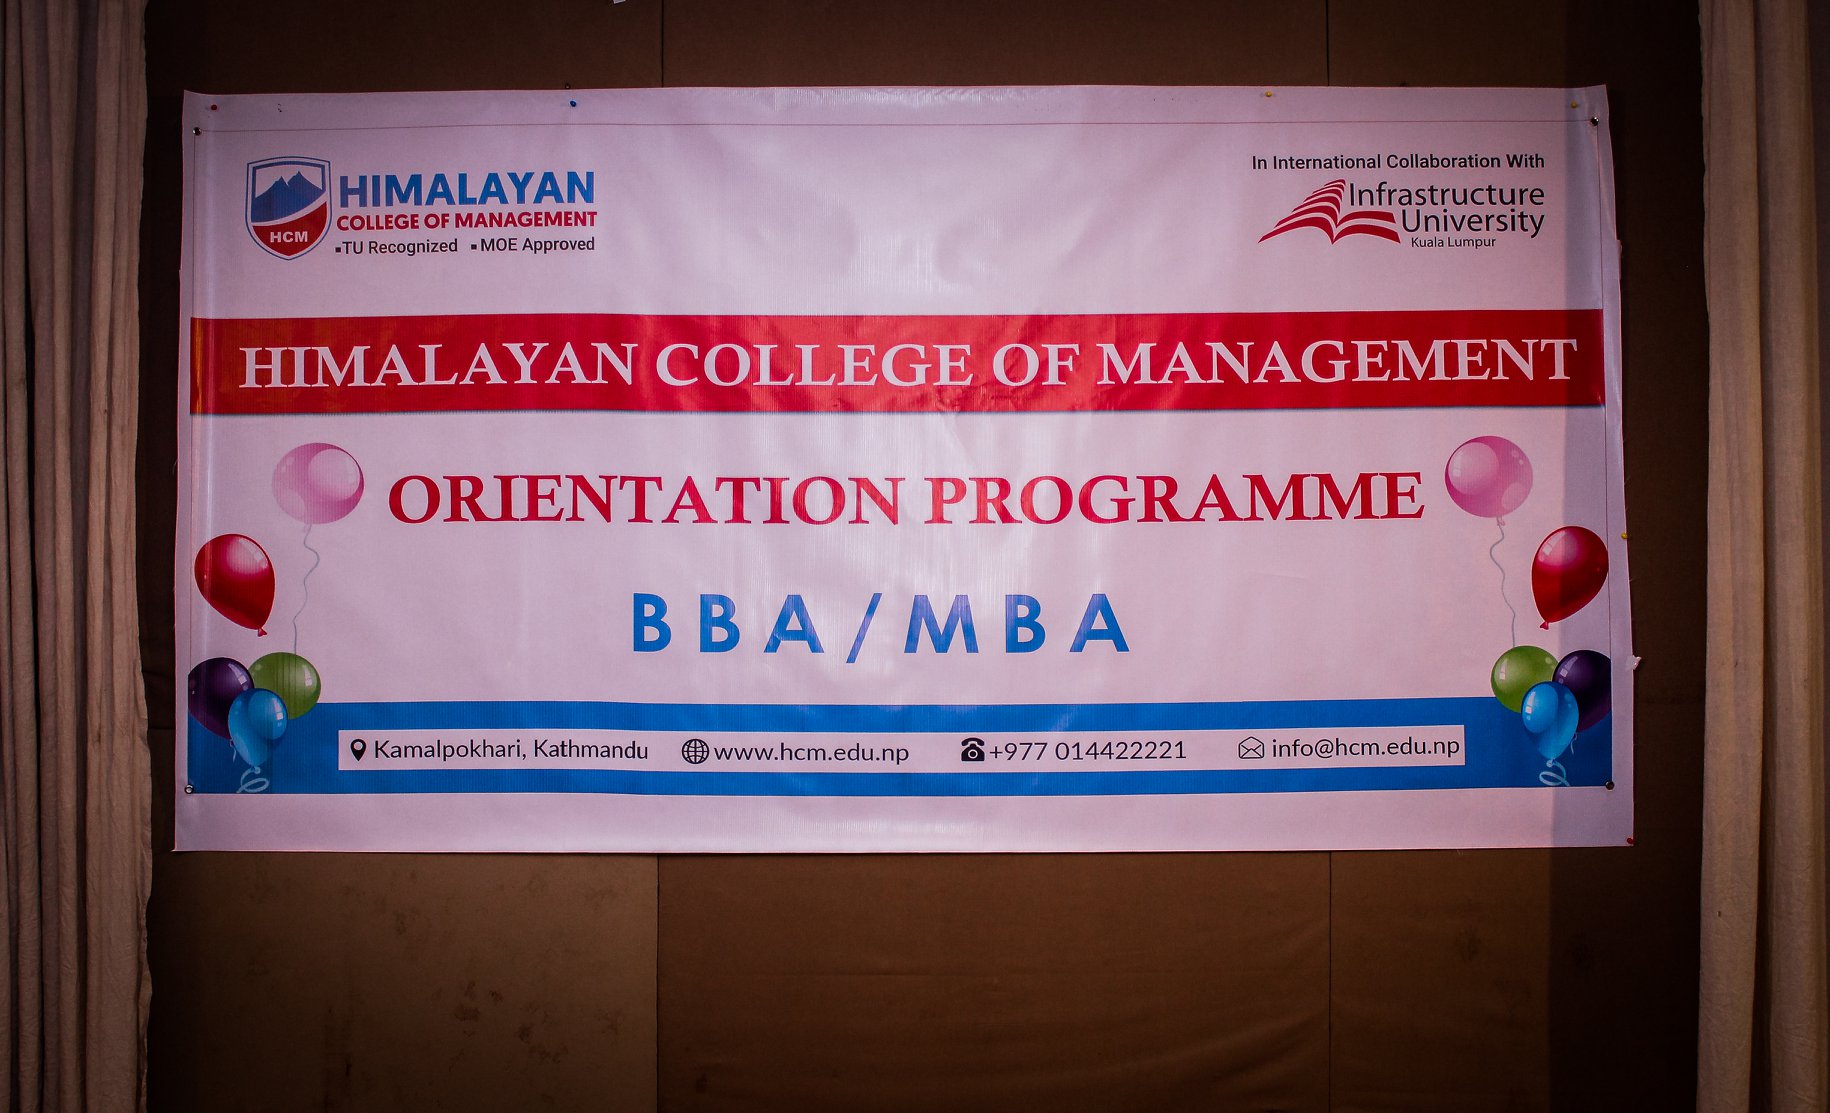 HIMALAYAN
COLLEGE OF MANAGEMENT
▪TU Recognized ▪MOE Approved
HCM
In International Collaboration With
Infrastructure
University
Kuala Lumpur
HIMALAYAN COLLEGE OF MANAGEMENT
ORIENTATION PROGRAMME
BBA/MBA
Kamalpokhari, Kathmandu www.hcm.edu.np +977 014422221 info@hcm.edu.np